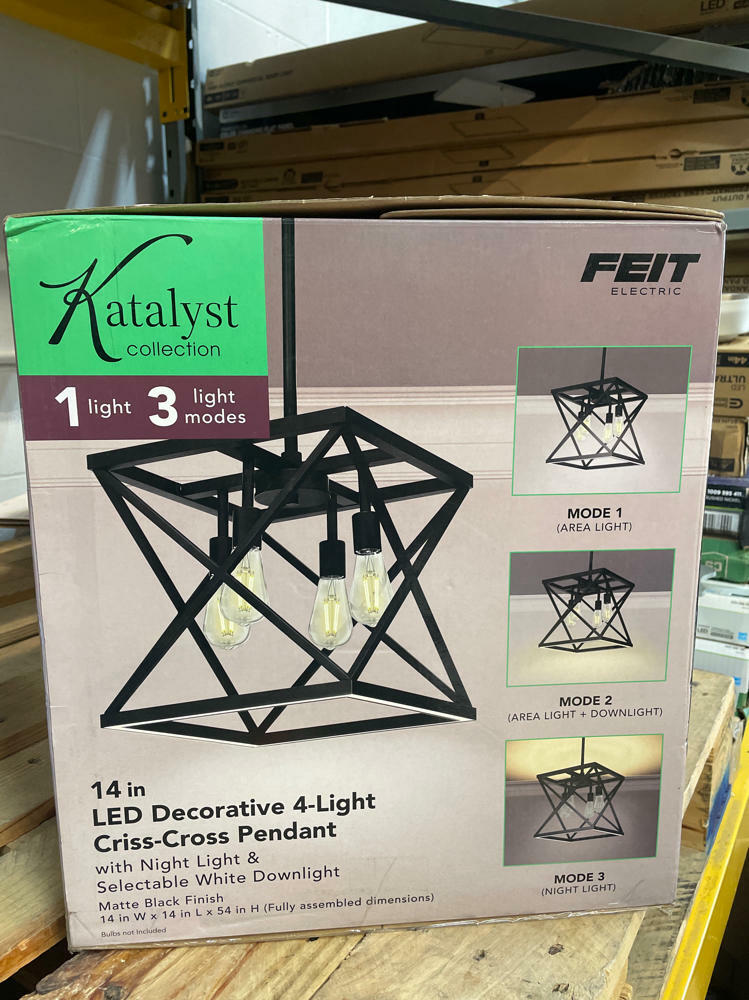 Katalyst
collection
1 light 3 light modes
FEIT
ELECTRIC
MODE 1
(AREA LIGHT)
MODE 2
(AREA LIGHT + DOWNLIGHT)
MODE 3
(NIGHT LIGHT)
14 in
LED Decorative 4-Light
Criss-Cross Pendant
with Night Light &
Selectable White Downlight
Matte Black Finish
14 in W x 14 in L x 54 in H (Fully assembled dimensions)
Bulbs not included
LED